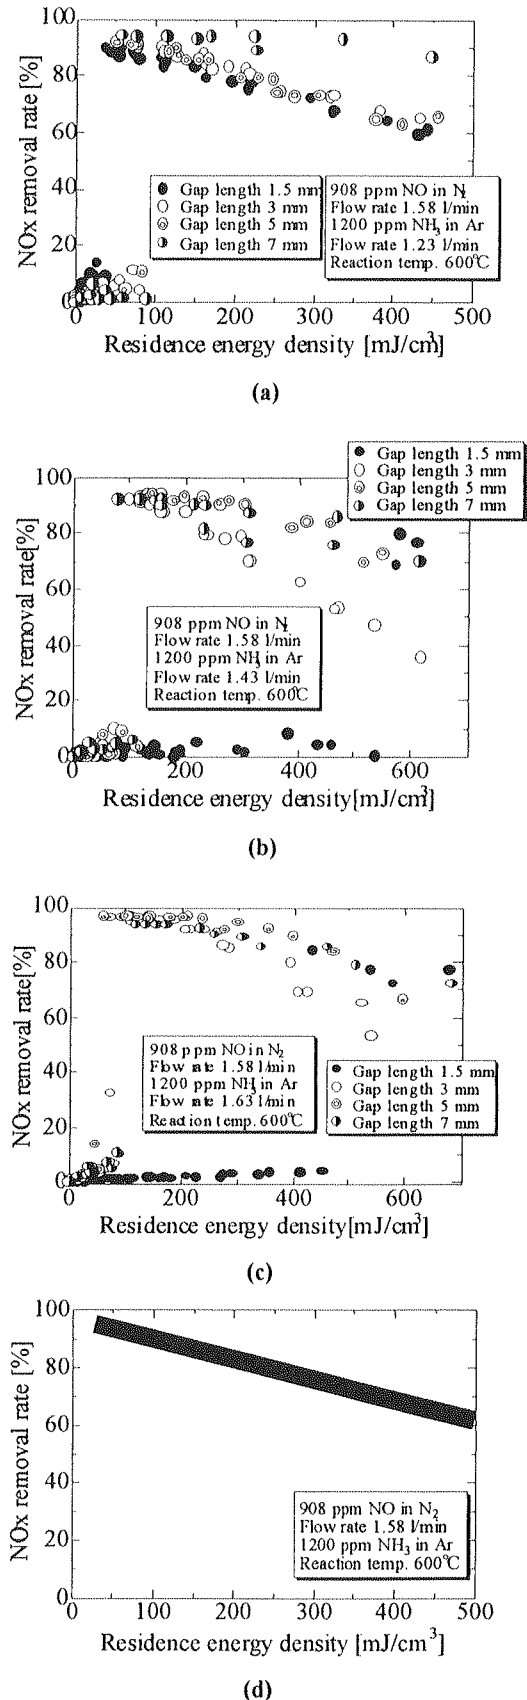 100
80
60
40
20
0
NOx removal rate [%]
Gap length 1.5 mm
Gap length 3 mm
Gap length 5 mm
Gap length 7 mm
908 ppm NO in N2
Flow rate 1.58 l/min
1200 ppm NH3 in Ar
Flow rate 1.23 l/min
Reaction temp. 600℃
0 100 200 300 400 500
Residence energy density [mJ/cm3]
(a)
Gap length 1.5 mm
Gap length 3 mm
Gap length 5 mm
Gap length 7 mm
100
80
60
40
20
0
NOx removal rate[%]
908 ppm NO in N2
Flow rate 1.58 l/min
1200 ppm NH3 in Ar
Flow rate 1.43 l/min
Reaction temp. 600℃
0 200 400 600
Residence energy density[mJ/cm3]
(b)
100
80
60
40
20
0
NOx removal rate[%]
908 ppm NO in N2
Flow rate 1.58 l/min
1200 ppm NH3 in Ar
Flow rate 1.63 l/min
Reaction temp. 600℃
Gap length 1.5 mm
Gap length 3 mm
Gap length 5 mm
Gap length 7 mm
0 200 400 600
Residence energy density[mJ/cm3]
(c)
100
80
60
40
20
0
NOx removal rate [%]
908 ppm NO in N2
Flow rate 1.58 l/min
1200 ppm NH3 in Ar
Reaction temp. 600℃
0 100 200 300 400 500
Residence energy density [mJ/cm3]
(d)